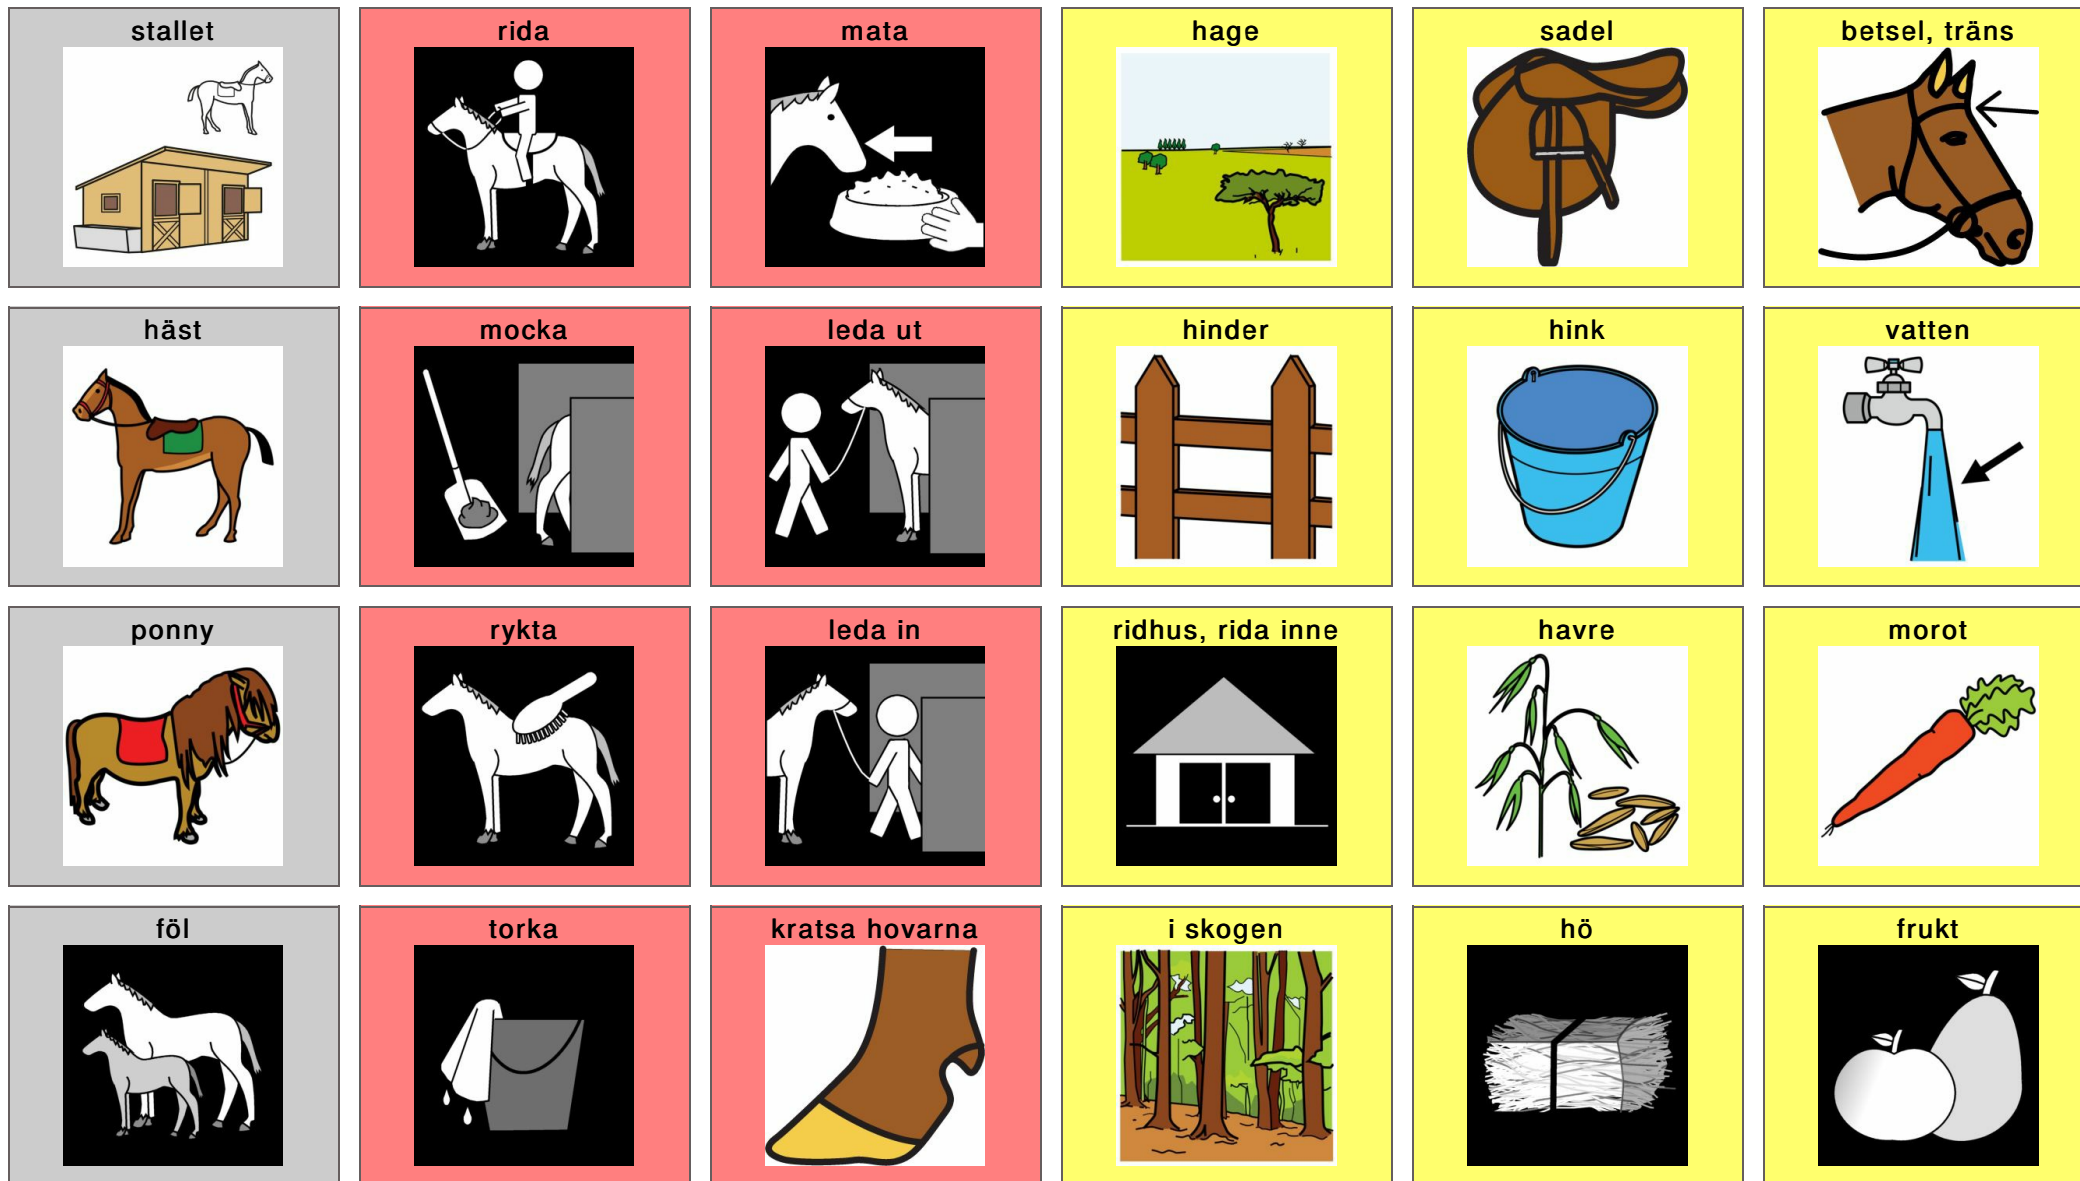 stallet
rida
mata
hage
sadel
betsel, träns
häst
mocka
leda ut
hinder
hink
vatten
ponny
rykta
leda in
ridhus, rida inne
havre
morot
föl
torka
kratsa hovarna
i skogen
hö
frukt